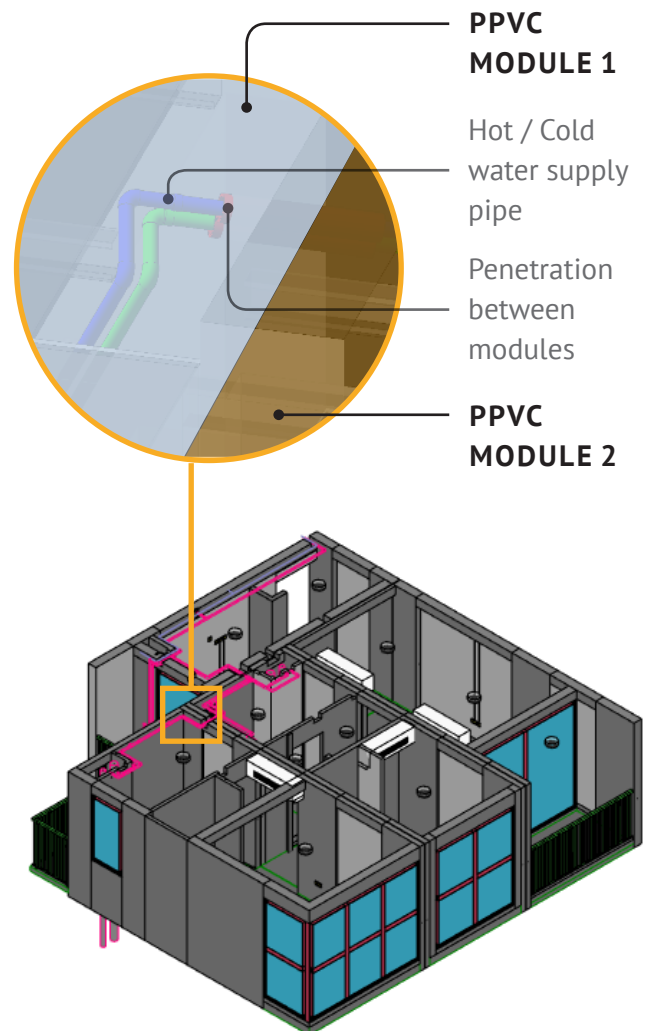 PPVC
MODULE 1
Hot / Cold
water supply
pipe
Penetration
between
modules
PPVC
MODULE 2